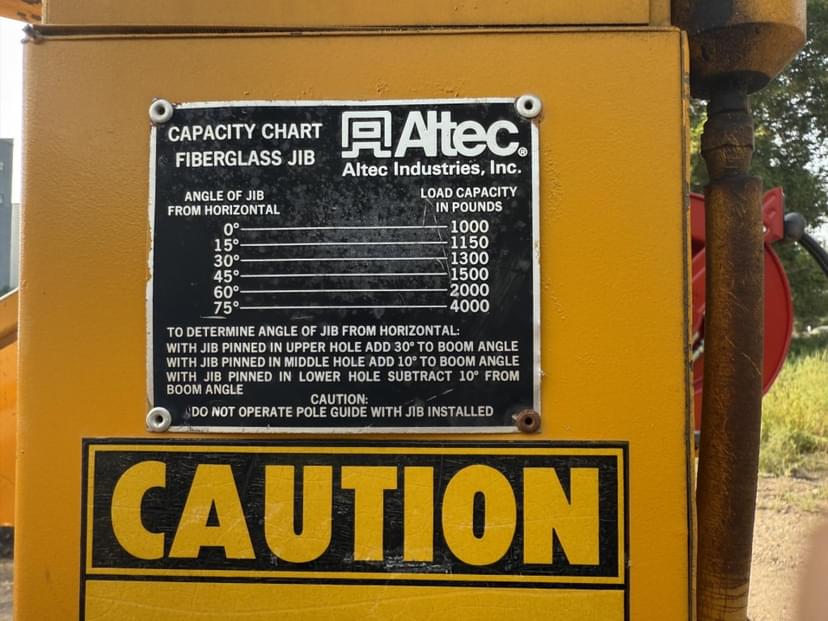 CAPACITY CHART
FIBERGLASS JIB
Altec®
Altec Industries, Inc.
ANGLE OF JIB
FROM HORIZONTAL
LOAD CAPACITY
IN POUNDS
0° 1000
15° 1150
30° 1300
45° 1500
60° 2000
75° 4000
TO DETERMINE ANGLE OF JIB FROM HORIZONTAL:
WITH JIB PINNED IN UPPER HOLE ADD 30° TO BOOM ANGLE
WITH JIB PINNED IN MIDDLE HOLE ADD 10° TO BOOM ANGLE
WITH JIB PINNED IN LOWER HOLE SUBTRACT 10° FROM
BOOM ANGLE
CAUTION:
DO NOT OPERATE POLE GUIDE WITH JIB INSTALLED
CAUTION